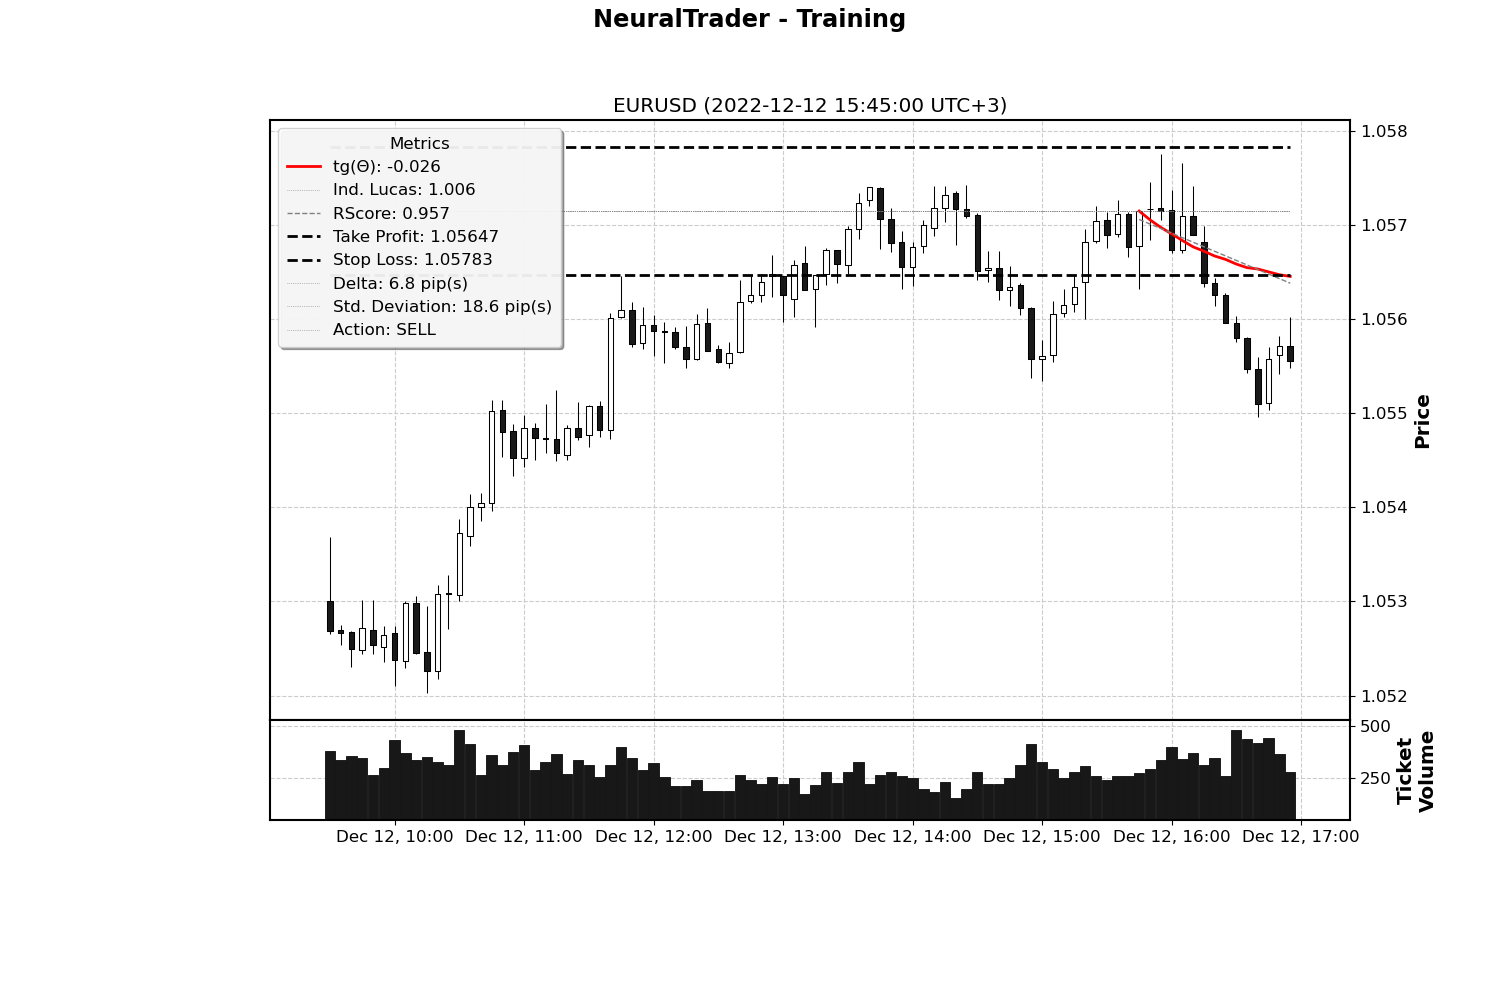 NeuralTrader - Training
EURUSD (2022-12-12 15:45:00 UTC+3)
Metrics
tg(Θ): -0.026
Ind. Lucas: 1.006
RScore: 0.957
Take Profit: 1.05647
Stop Loss: 1.05783
Delta: 6.8 pip(s)
Std. Deviation: 18.6 pip(s)
Action: SELL
1.058
1.057
1.056
1.055
1.054
1.053
1.052
Price
500
250
Ticket
Volume
Dec 12, 10:00
Dec 12, 11:00
Dec 12, 12:00
Dec 12, 13:00
Dec 12, 14:00
Dec 12, 15:00
Dec 12, 16:00
Dec 12, 17:00